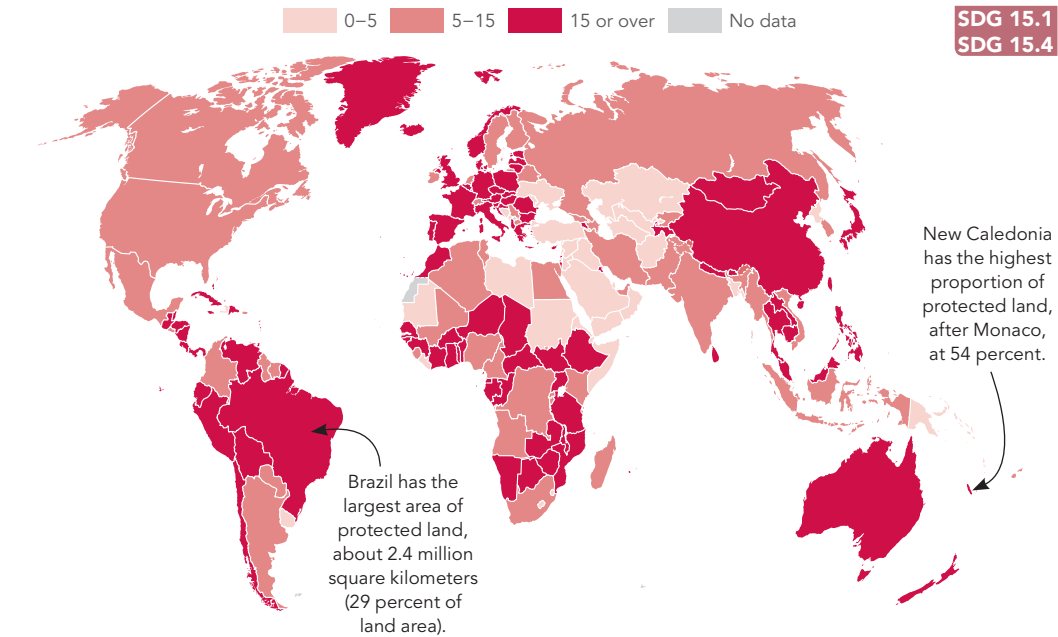 0–5
5–15
15 or over
No data
SDG 15.1
SDG 15.4
New Caledonia
has the highest
proportion of
protected land,
after Monaco,
at 54 percent.
Brazil has the
largest area of
protected land,
about 2.4 million
square kilometers
(29 percent of
land area).